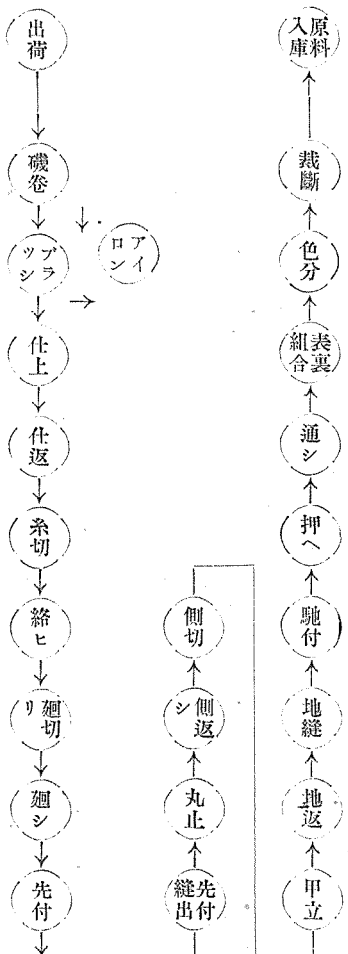 原料入庫
裁斷
色分
表裏組合
通シ
押ヘ
馳付
地縫
地返
甲立
側切
側返シ
丸止
先付縫出
出荷
磯卷
ブラッシ
アイロン
仕上
仕返
糸切
絡ヒ
廻切リ
廻シ
先付